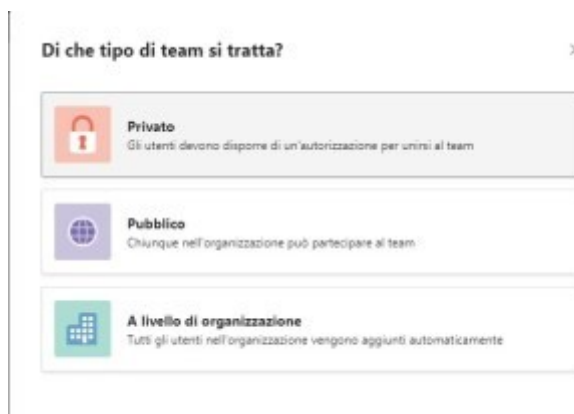 Di che tipo di team si tratta?
Privato
Gli utenti devono disporre di un'autorizzazione per unirsi al team
Pubblico
Chiunque nell'organizzazione può partecipare al team
A livello di organizzazione
Tutti gli utenti nell'organizzazione vengono aggiunti automaticamente